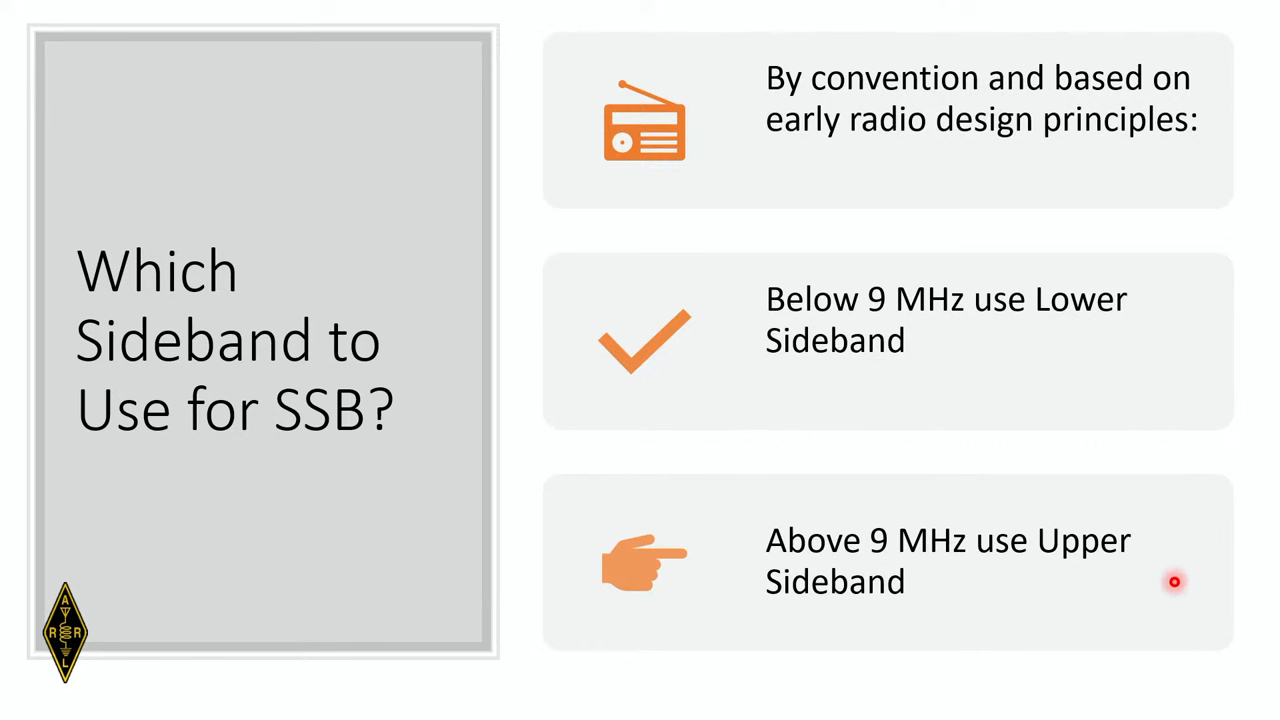 Which
Sideband to
Use for SSB?
By convention and based on
early radio design principles:
Below 9 MHz use Lower
Sideband
Above 9 MHz use Upper
Sideband
A
R R
L